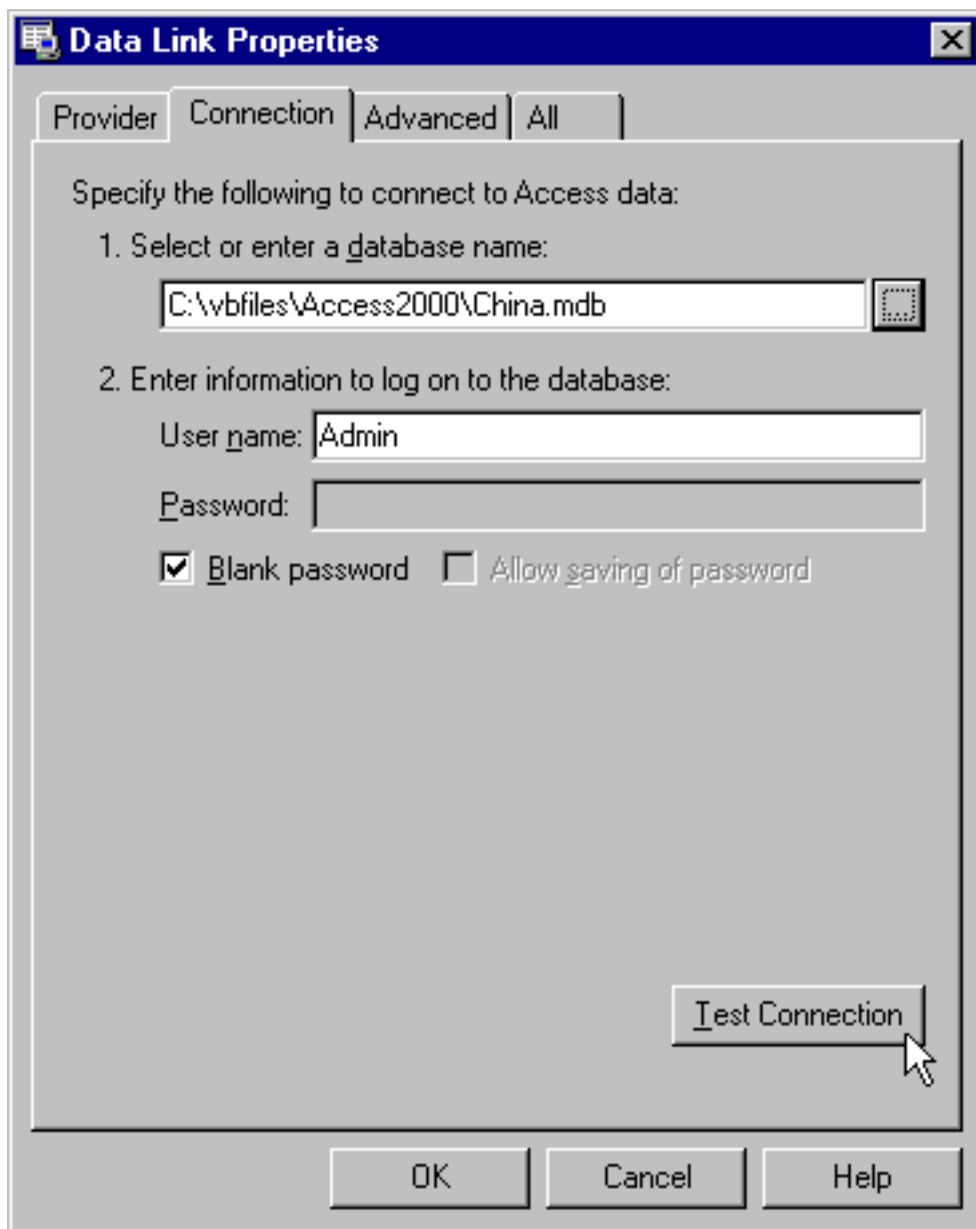 Data Link Properties
Provider Connection Advanced All
Specify the following to connect to Access data:
1. Select or enter a database name:
C:\vbfiles\Access2000\China.mdb ...
2. Enter information to log on to the database:
User name: Admin
Password:
Blank password Allow saving of password
Test Connection
OK Cancel Help